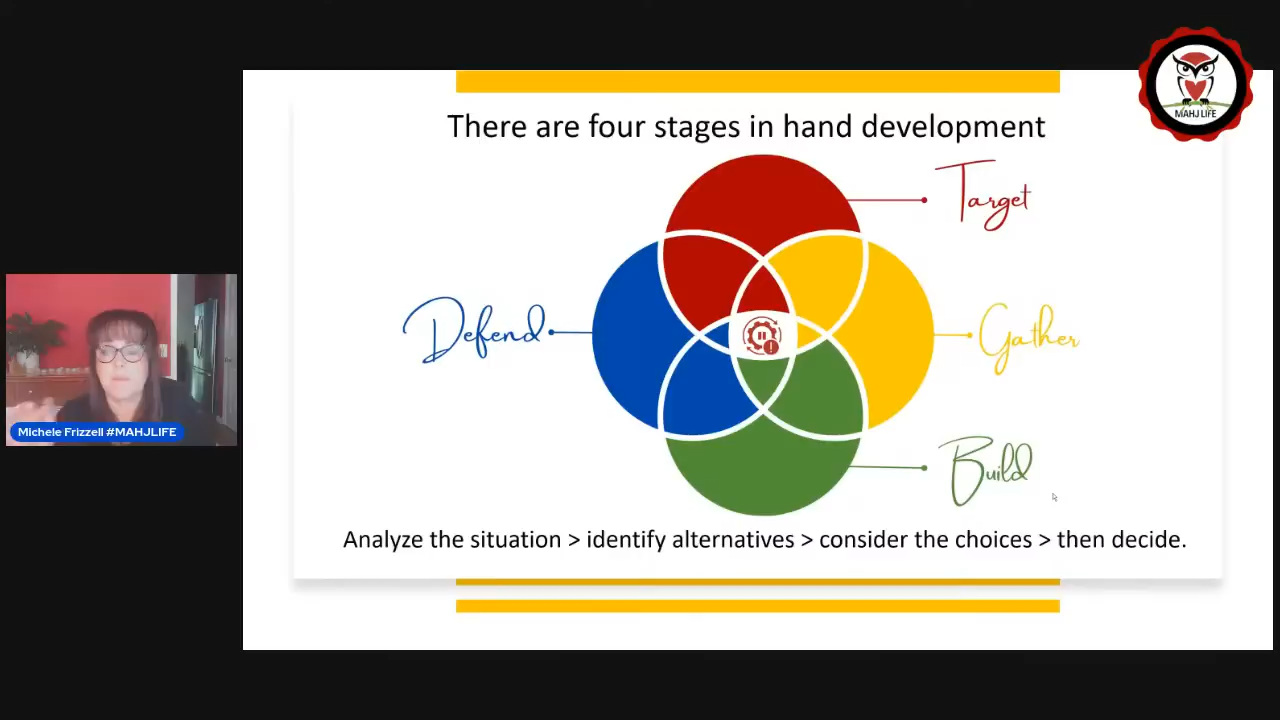 MAHJ LIFE
There are four stages in hand development
Target
Defend
Gather
Michele Frizzell #MAHJLIFE
Build
Analyze the situation > identify alternatives > consider the choices > then decide.